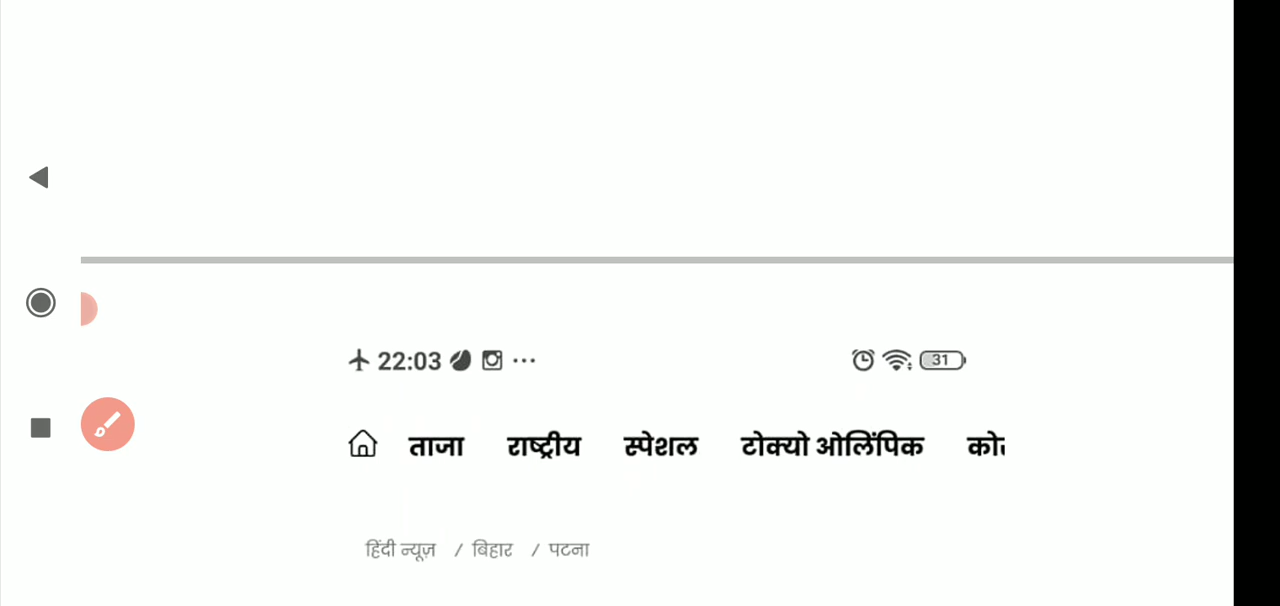 22:03 ... 31
ताजा राष्ट्रीय स्पेशल टोक्यो ओलिंपिक
हिंदी न्यूज़ / बिहार / पटना